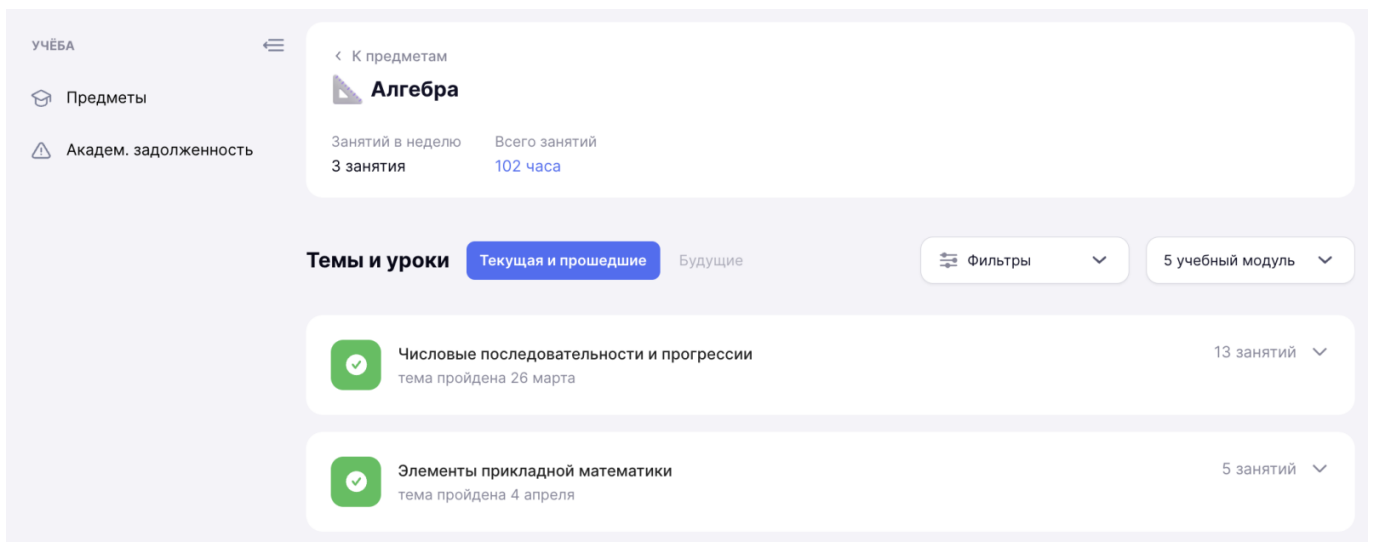 УЧЁБА
Предметы
Академ. задолженность
К предметам
Алгебра
Занятий в неделю
3 занятия
Всего занятий
102 часа
Темы и уроки
Текущая и прошедшие
Будущие
Фильтры
5 учебный модуль
Числовые последовательности и прогрессии
13 занятий
тема пройдена 26 марта
Элементы прикладной математики
5 занятий
тема пройдена 4 апреля